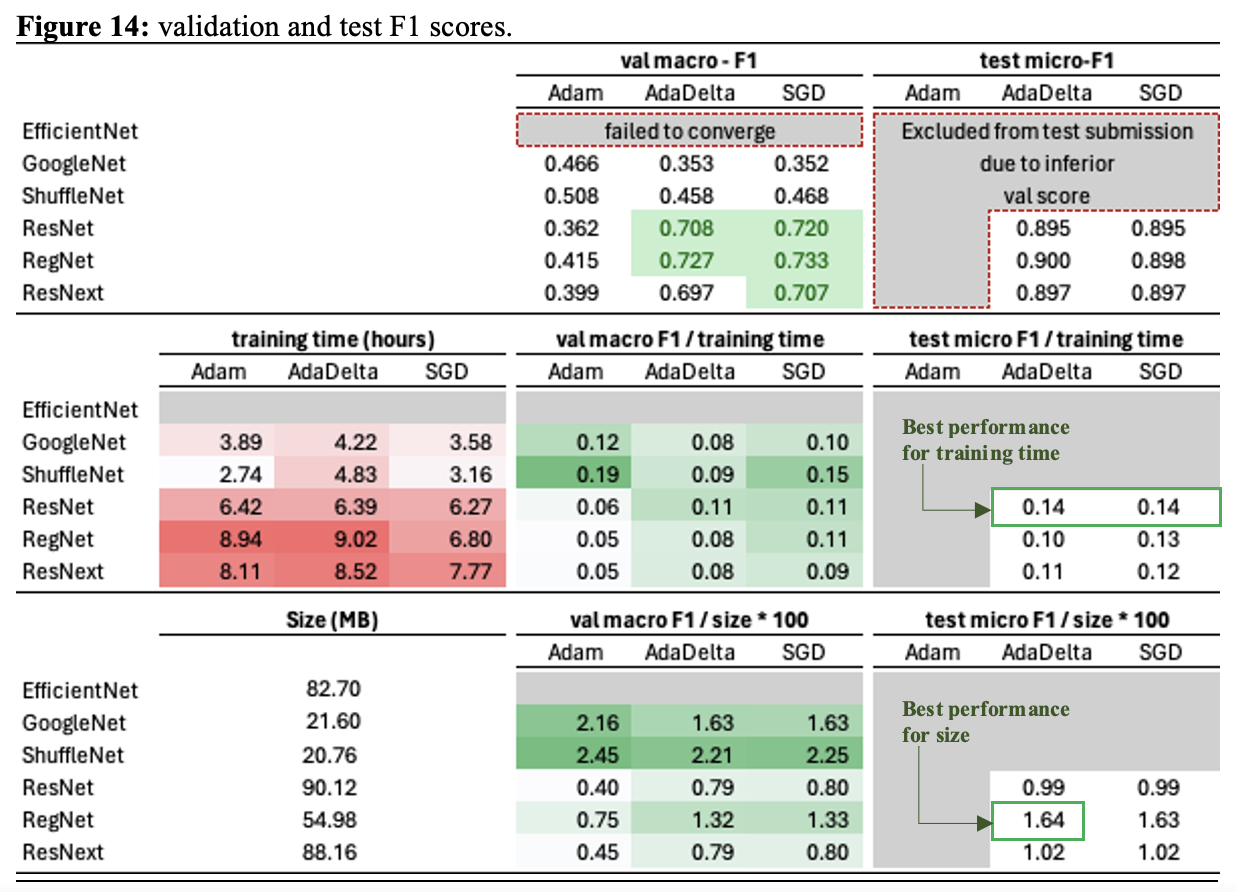 Figure 14: validation and test F1 scores.
val macro - F1 test micro-F1
Adam AdaDelta SGD Adam AdaDelta SGD
EfficientNet failed to converge Excluded from test submission
GoogleNet 0.466 0.353 0.352 due to inferior
ShuffleNet 0.508 0.458 0.468 val score
ResNet 0.362 0.708 0.720 0.895 0.895
RegNet 0.415 0.727 0.733 0.900 0.898
ResNext 0.399 0.697 0.707 0.897 0.897
training time (hours) val macro F1 / training time test micro F1 / training time
Adam AdaDelta SGD Adam AdaDelta SGD Adam AdaDelta SGD
EfficientNet
GoogleNet 3.89 4.22 3.58 0.12 0.08 0.10 Best performance
ShuffleNet 2.74 4.83 3.16 0.19 0.09 0.15 for training time
ResNet 6.42 6.39 6.27 0.06 0.11 0.11 0.14 0.14
RegNet 8.94 9.02 6.80 0.05 0.08 0.11 0.10 0.13
ResNext 8.11 8.52 7.77 0.05 0.08 0.09 0.11 0.12
Size (MB) val macro F1 / size * 100 test micro F1 / size * 100
Adam AdaDelta SGD Adam AdaDelta SGD
EfficientNet 82.70
GoogleNet 21.60 2.16 1.63 1.63 Best performance
ShuffleNet 20.76 2.45 2.21 2.25 for size
ResNet 90.12 0.40 0.79 0.80 0.99 0.99
RegNet 54.98 0.75 1.32 1.33 1.64 1.63
ResNext 88.16 0.45 0.79 0.80 1.02 1.02